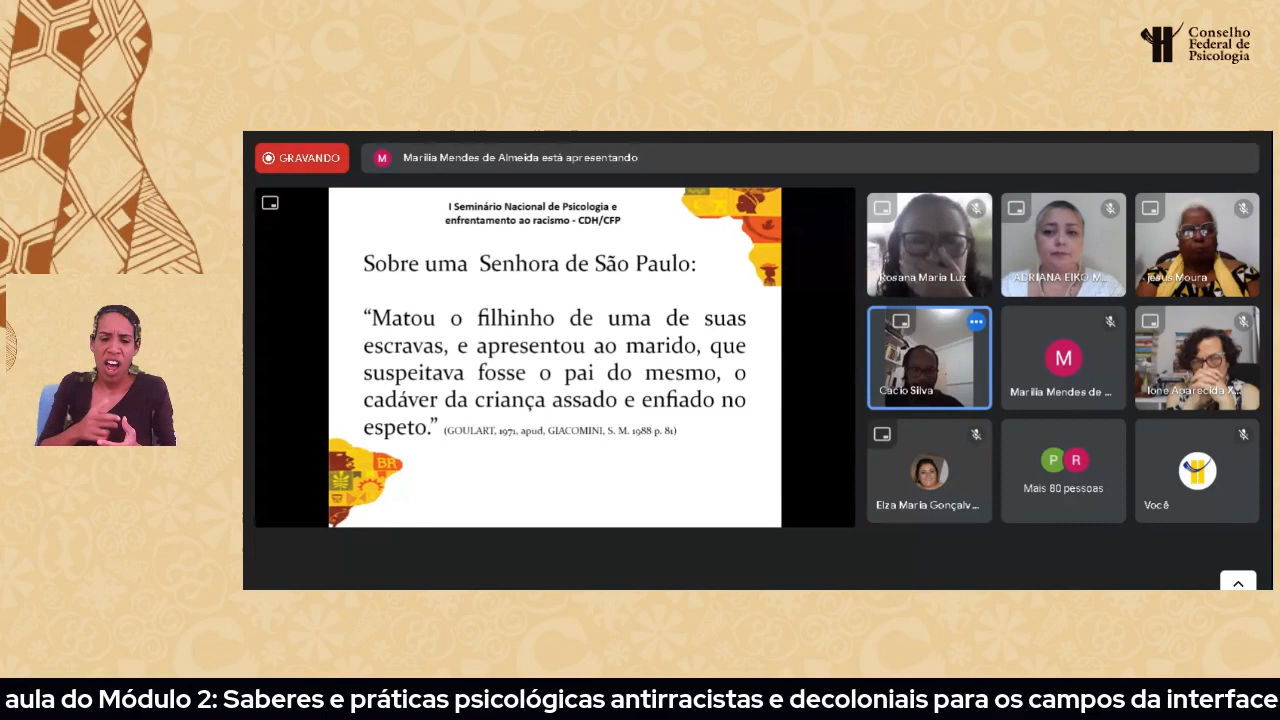 Conselho
Federal de
Psicologia
GRAVANDO
M
Marilia Mendes de Almeida está apresentando
I Seminário Nacional de Psicologia e
enfrentamento ao racismo - CDH/CFP
Sobre uma Senhora de São Paulo:
“Matou o filhinho de uma de suas
escravas, e apresentou ao marido, que
suspeitava fosse o pai do mesmo, o
cadáver da criança assado e enfiado no
espeto.” (GOULART, 1971, apud, GIACOMINI, S. M. 1988 p. 81)
BR
Rosana Maria Luz
ADRIANA EIKO M...
jesus Moura
Cacio Silva
M
Marilia Mendes de ...
Ione Aparecida X...
Elza Maria Gonçalv...
P R
Mais 80 pessoas
Você
aula do Módulo 2: Saberes e práticas psicológicas antirracistas e decoloniais para os campos da interface